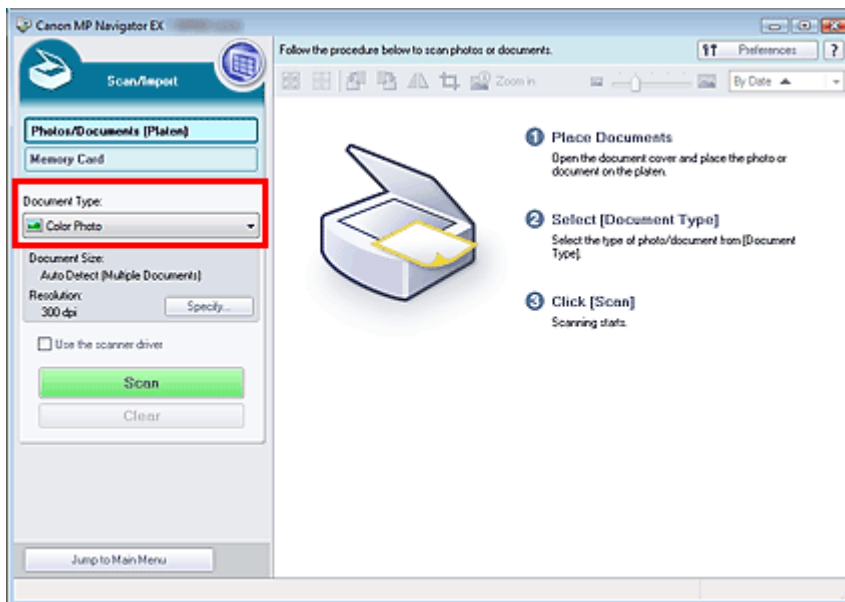 Canon MP Navigator EX
Scan/Import
Photos/Documents (Platen)
Memory Card
Document Type:
Color Photo
Document Size:
Auto Detect (Multiple Documents)
Resolution:
300 dpi
Specify...
Use the scanner driver
Scan
Clear
Jump to Main Menu
Follow the procedure below to scan photos or documents.
Preferences
?
Zoom in
By Date
1 Place Documents
Open the document cover and place the photo or
document on the platen.
2 Select [Document Type]
Select the type of photo/document from [Document
Type].
3 Click [Scan]
Scanning starts.